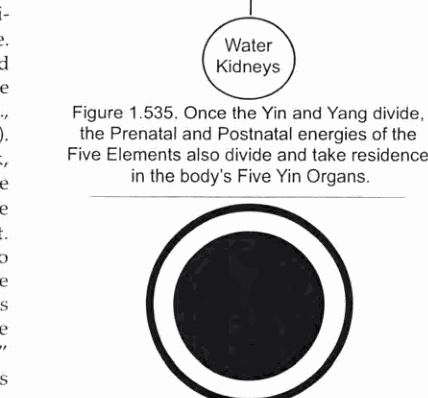 i-
e.
d
e
.,
).
,
e
e
t.
o
e
s
e
"
s
Water
Kidneys
Figure 1.535. Once the Yin and Yang divide,
the Prenatal and Postnatal energies of the
Five Elements also divide and take residence
in the body's Five Yin Organs.